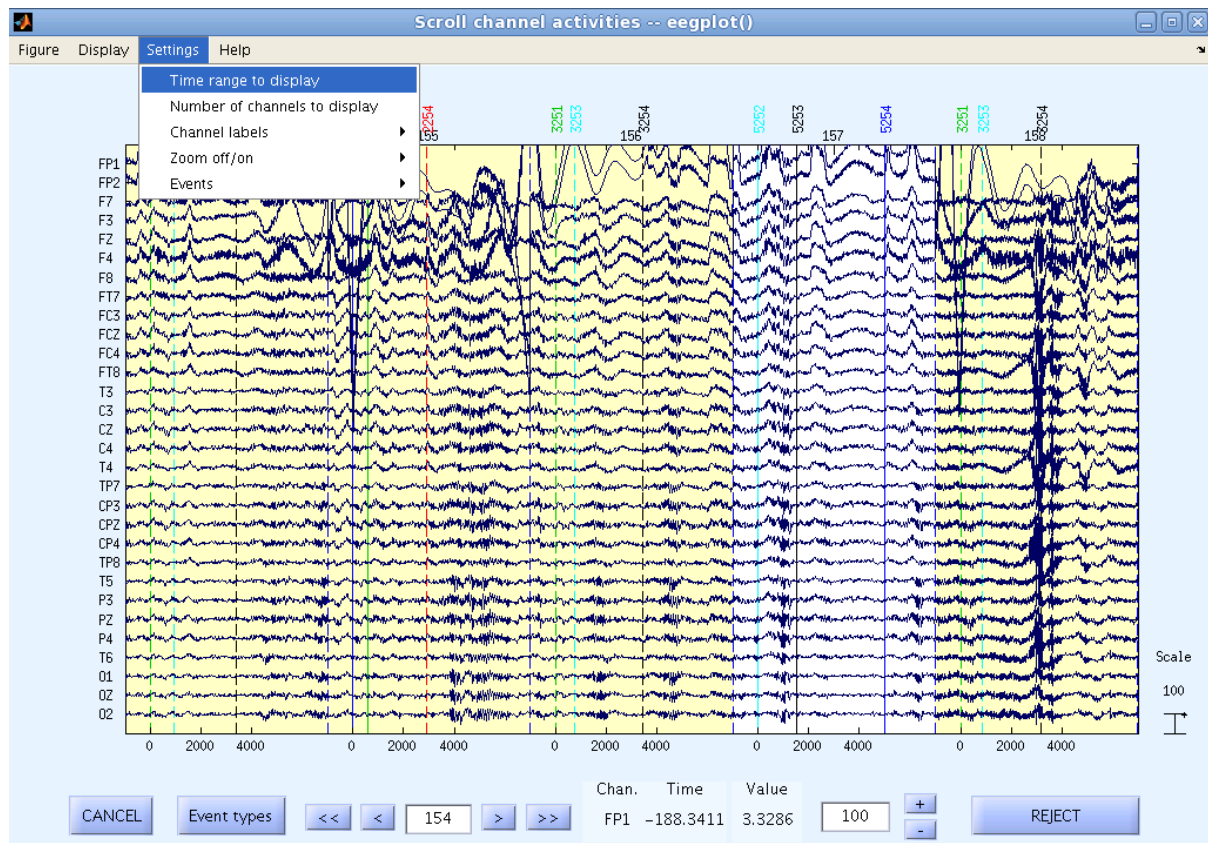 Scroll channel activities -- eegplot()
Figure Display Settings Help
Time range to display
Number of channels to display
Channel labels
Zoom off/on
Events
3251 3253 3254 5252 5253 5254 3251 3253 3254
155 156 157 158
FP1
FP2
F7
F3
FZ
F4
F8
FT7
FC3
FCZ
FC4
FT8
T3
C3
CZ
C4
T4
TP7
CP3
CPZ
CP4
TP8
T5
P3
PZ
P4
T6
O1
OZ
O2
Scale
100
0 2000 4000 0 2000 4000 0 2000 4000 0 2000 4000 0 2000 4000
Chan. Time Value
CANCEL Event types << < 154 > >> FP1 -188.3411 3.3286 100 + - REJECT